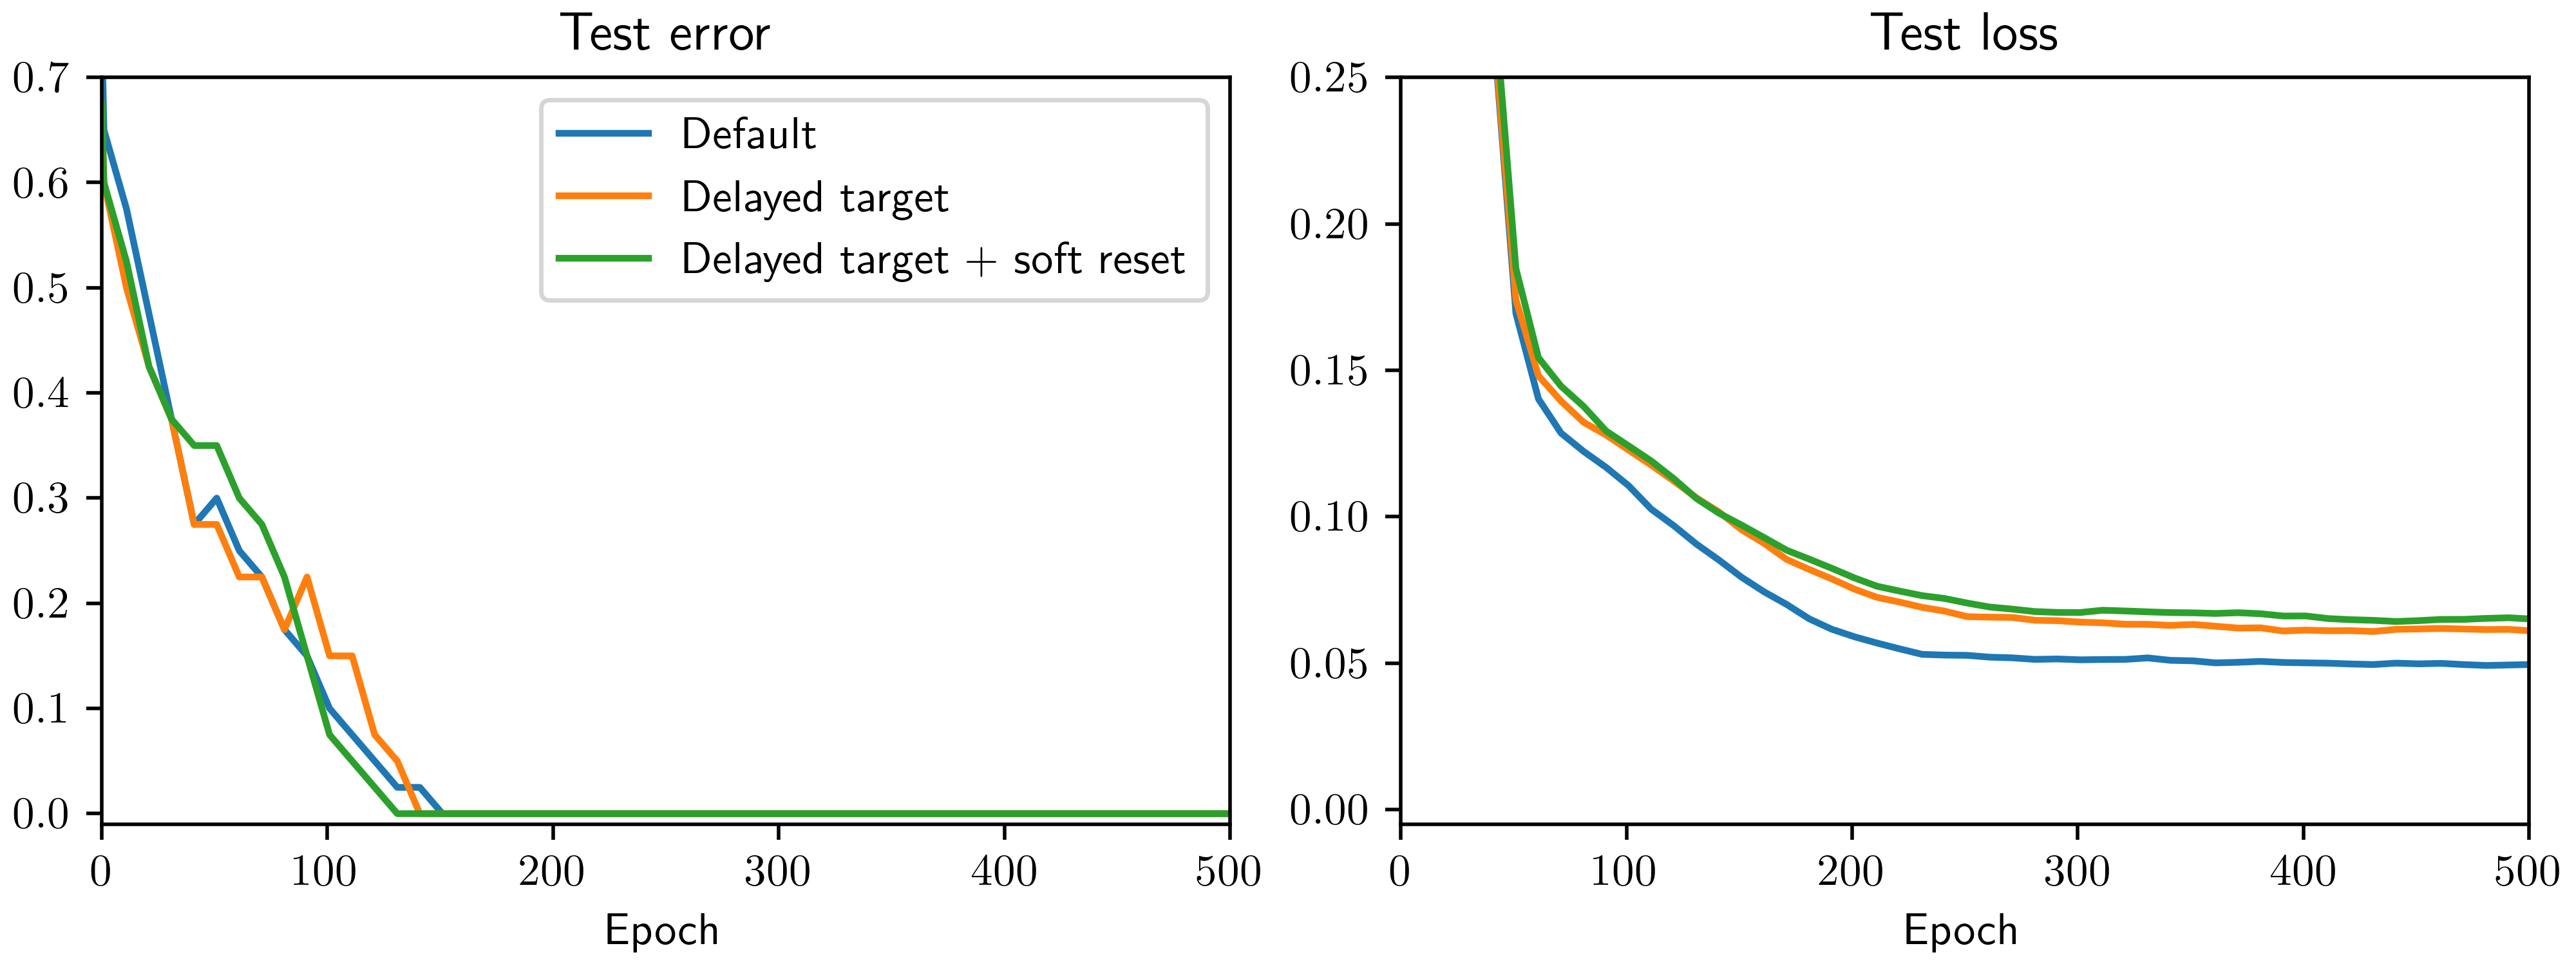 Test error
0.7
0.6
0.5
0.4
0.3
0.2
0.1
0.0
Default
Delayed target
Delayed target + soft reset
0 100 200 300 400 500
Epoch
Test loss
0.25
0.20
0.15
0.10
0.05
0.00
0 100 200 300 400 500
Epoch